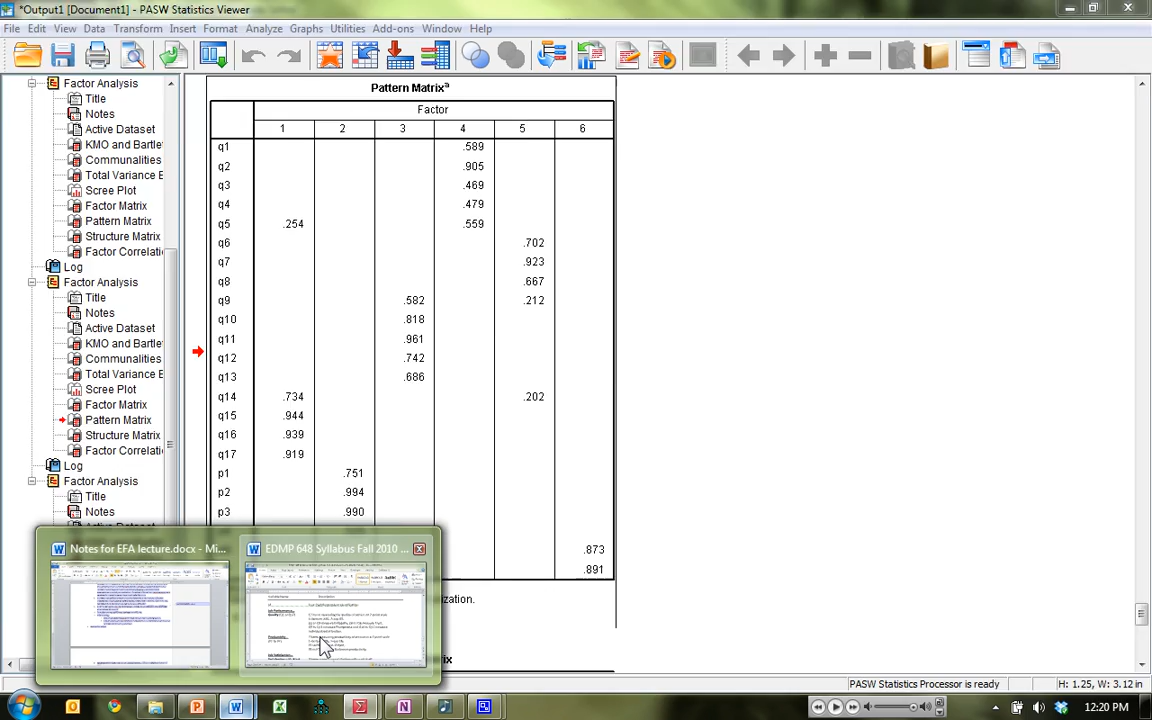 *Output1 [Document1] - PASW Statistics Viewer
File Edit View Data Transform Insert Format Analyze Graphs Utilities Add-ons Window Help
Factor Analysis
Title
Notes
Active Dataset
KMO and Bartlet
Communalities
Total Variance E
Scree Plot
Factor Matrix
Pattern Matrix
Structure Matrix
Factor Correlati
Log
Factor Analysis
Title
Notes
Active Dataset
KMO and Bartlet
Communalities
Total Variance E
Scree Plot
Factor Matrix
Pattern Matrix
Structure Matrix
Factor Correlati
Log
Factor Analysis
Title
Notes
Pattern Matrixa
Factor
1 2 3 4 5 6
q1 .589
q2 .905
q3 .469
q4 .479
q5 .254 .559
q6 .702
q7 .923
q8 .667
q9 .582 .212
q10 .818
q11 .961
q12 .742
q13 .686
q14 .734 .202
q15 .944
q16 .939
q17 .919
p1 .751
p2 .994
p3 .990
.873
.891
ization.
x
Notes for EFA lecture.docx - Mi...
EDMP 648 Syllabus Fall 2010 ...
PASW Statistics Processor is ready
H: 1.25, W: 3.12 in
12:20 PM